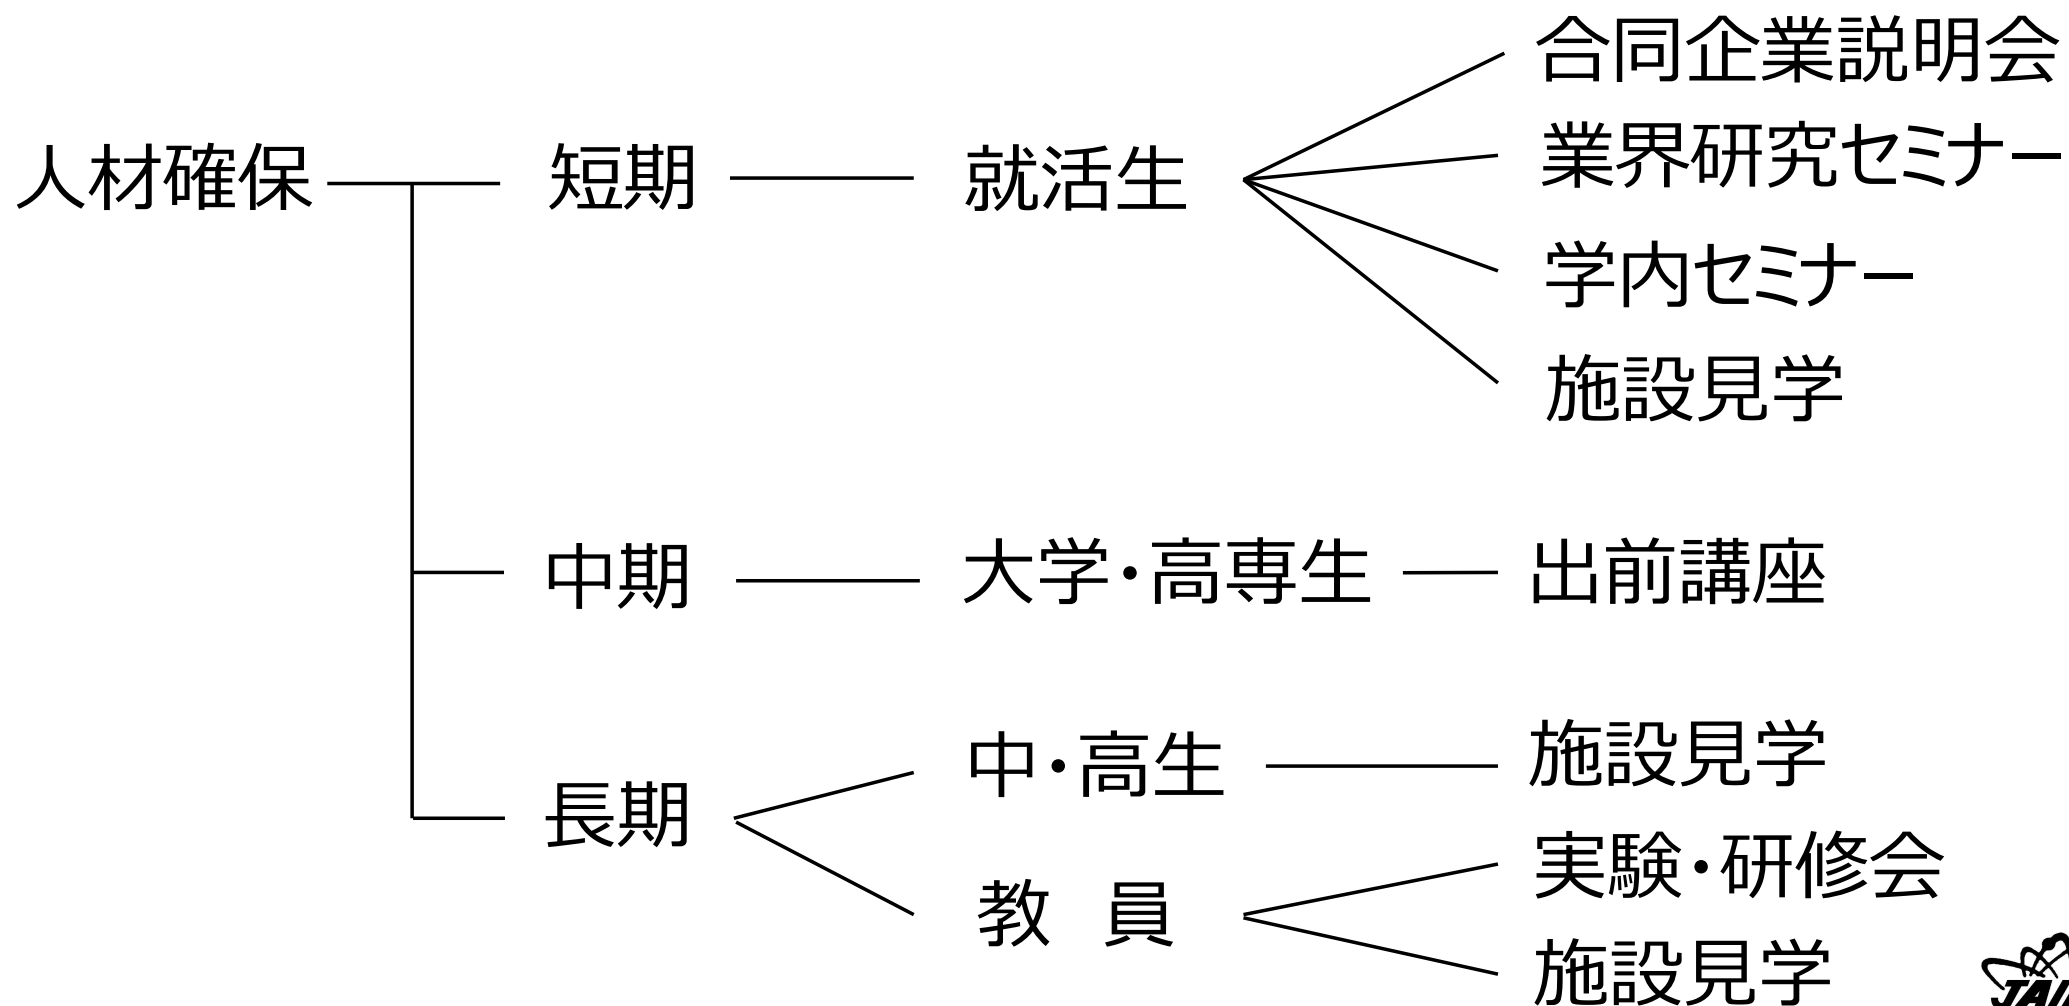 合同企業説明会
人材確保 短期 就活生 業界研究セミナー
学内セミナー
施設見学
中期 大学・高専生 出前講座
中・高生 施設見学
長期
実験・研修会
教 員
施設見学